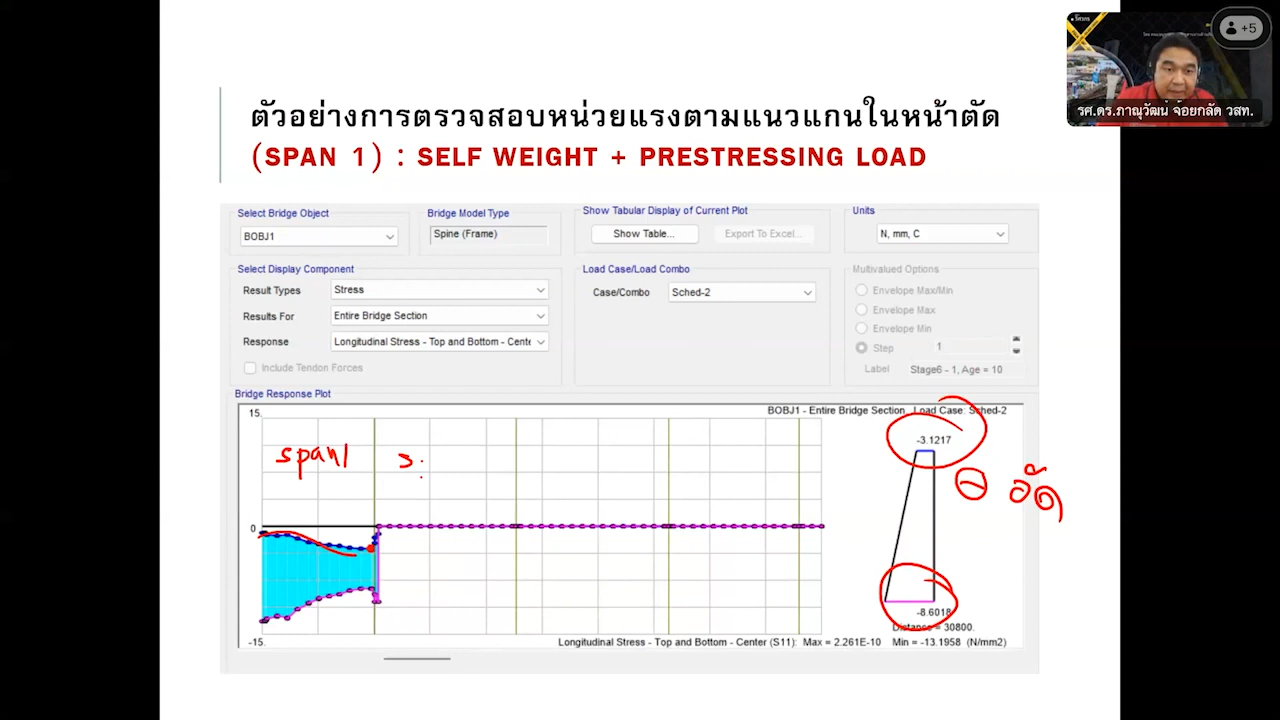 +5
รศ.ดร.ภาณุวัฒน์ จ้อยกลัด วสท.
ตัวอย่างการตรวจสอบหน่วยแรงตามแนวแกนในหน้าตัด
(SPAN 1) : SELF WEIGHT + PRESTRESSING LOAD
Select Bridge Object
BOBJ1
Bridge Model Type
Spine (Frame)
Show Tabular Display of Current Plot
Show Table...
Export To Excel...
Units
N, mm, C
Select Display Component
Result Types
Stress
Results For
Entire Bridge Section
Response
Longitudinal Stress - Top and Bottom - Cente
Include Tendon Forces
Load Case/Load Combo
Case/Combo
Sched-2
Multivalued Options
Envelope Max/Min
Envelope Max
Envelope Min
Step
1
Label
Stage6 - 1, Age = 10
Bridge Response Plot
15.
BOBJ1 - Entire Bridge Section, Load Case: Sched-2
span1
-3.1217
อัด
0
-8.6018
Distance = 30800.
-15.
Longitudinal Stress - Top and Bottom - Center (S11): Max = 2.261E-10 Min = -13.1958 (N/mm2)